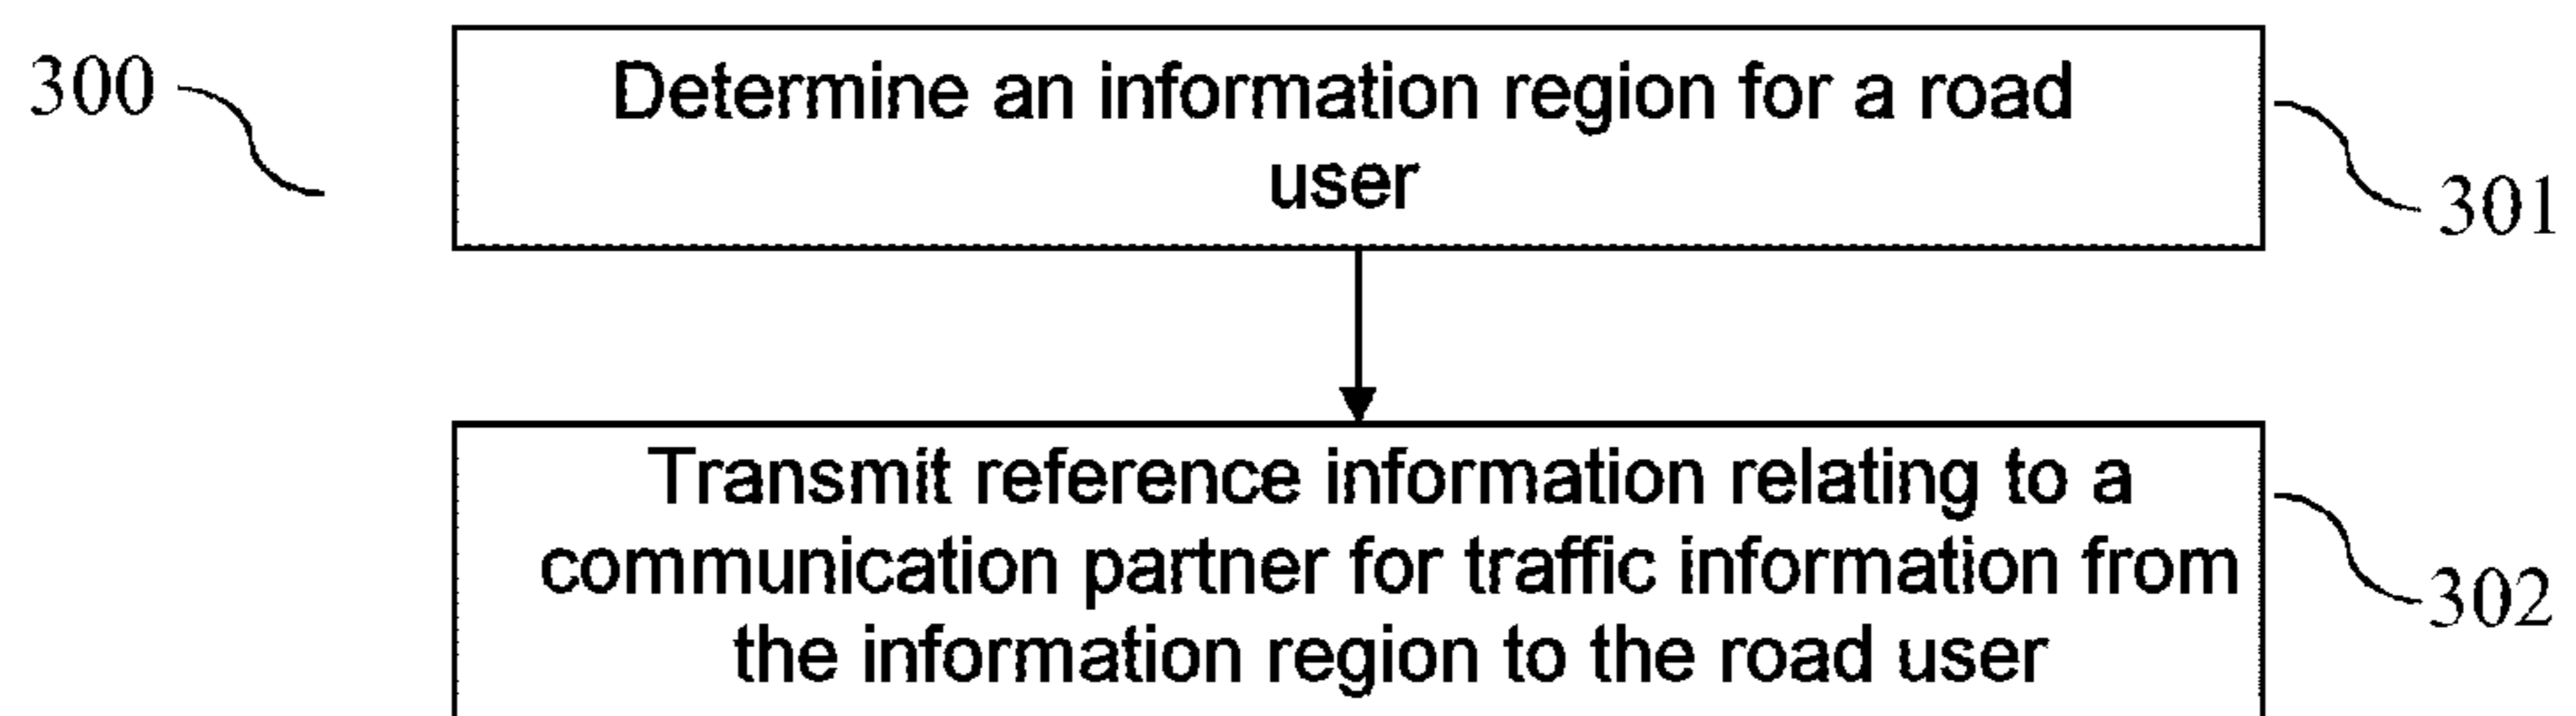 300
Determine an information region for a road
user
301
Transmit reference information relating to a
communication partner for traffic information from
the information region to the road user
302